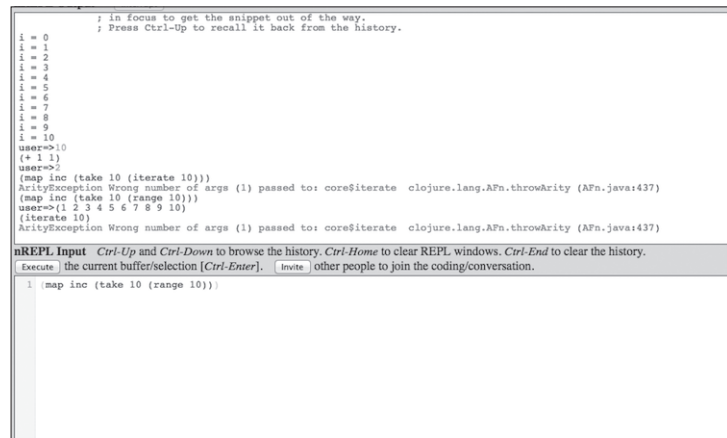 ; in focus to get the snippet out of the way.
; Press Ctrl-Up to recall it back from the history.
i = 0
i = 1
i = 2
i = 3
i = 4
i = 5
i = 6
i = 7
i = 8
i = 9
i = 10
user=>10
(+ 1 1)
user=>2
(map inc (take 10 (iterate 10)))
ArityException Wrong number of args (1) passed to: core$iterate clojure.lang.AFn.throwArity (AFn.java:437)
(map inc (take 10 (range 10)))
user=>(1 2 3 4 5 6 7 8 9 10)
(iterate 10)
ArityException Wrong number of args (1) passed to: core$iterate clojure.lang.AFn.throwArity (AFn.java:437)
nREPL Input Ctrl-Up and Ctrl-Down to browse the history. Ctrl-Home to clear REPL windows. Ctrl-End to clear the history.
Execute the current buffer/selection [Ctrl-Enter]. Invite other people to join the coding/conversation.
1 (map inc (take 10 (range 10)))